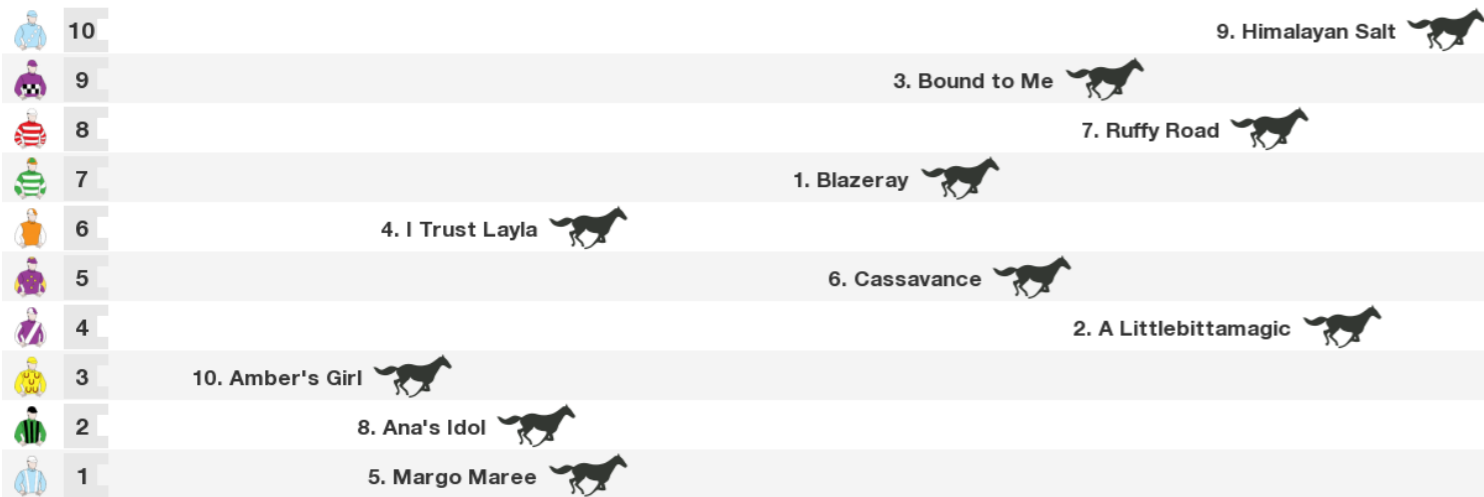 10 9. Himalayan Salt
9 3. Bound to Me
8 7. Ruffy Road
7 1. Blazeray
6 4. I Trust Layla
5 6. Cassavance
4 2. A Littlebittamagic
3 10. Amber's Girl
2 8. Ana's Idol
1 5. Margo Maree